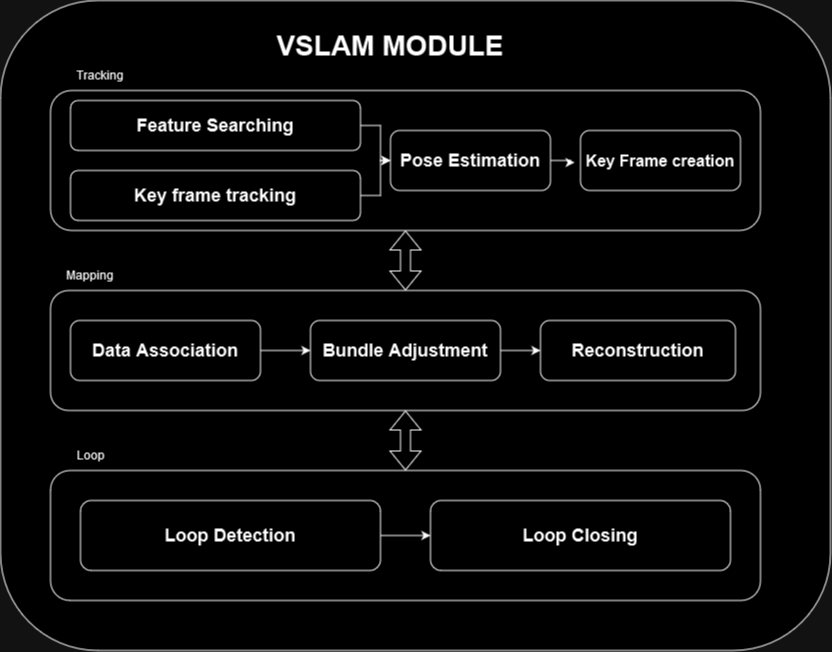 VSLAM MODULE
Tracking
Feature Searching
Key frame tracking
Pose Estimation
Key Frame creation
Mapping
Data Association
Bundle Adjustment
Reconstruction
Loop
Loop Detection
Loop Closing